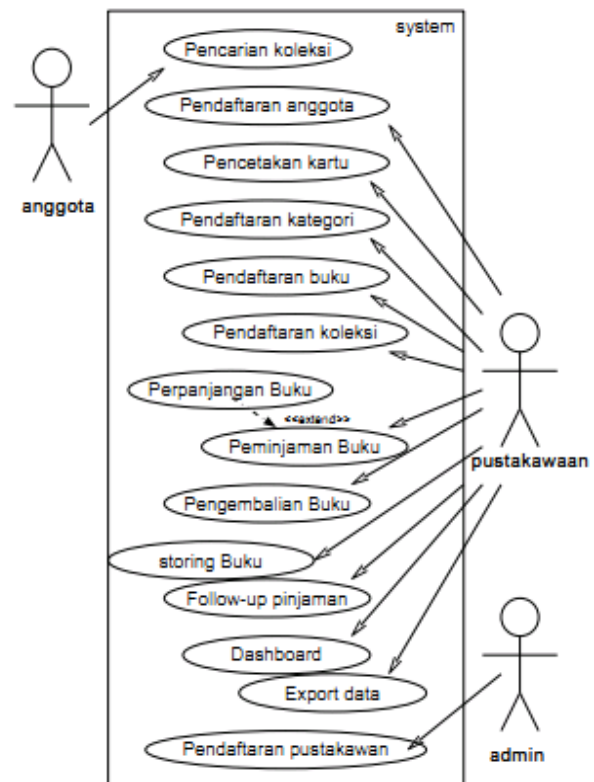 system
Pencarian koleksi
Pendaftaran anggota
Pencetakan kartu
anggota
Pendaftaran kategori
Pendaftaran buku
Pendaftaran koleksi
Perpanjangan Buku
<<extend>>
Peminjaman Buku
pustakawaan
Pengembalian Buku
storing Buku
Follow-up pinjaman
Dashboard
Export data
Pendaftaran pustakawan
admin